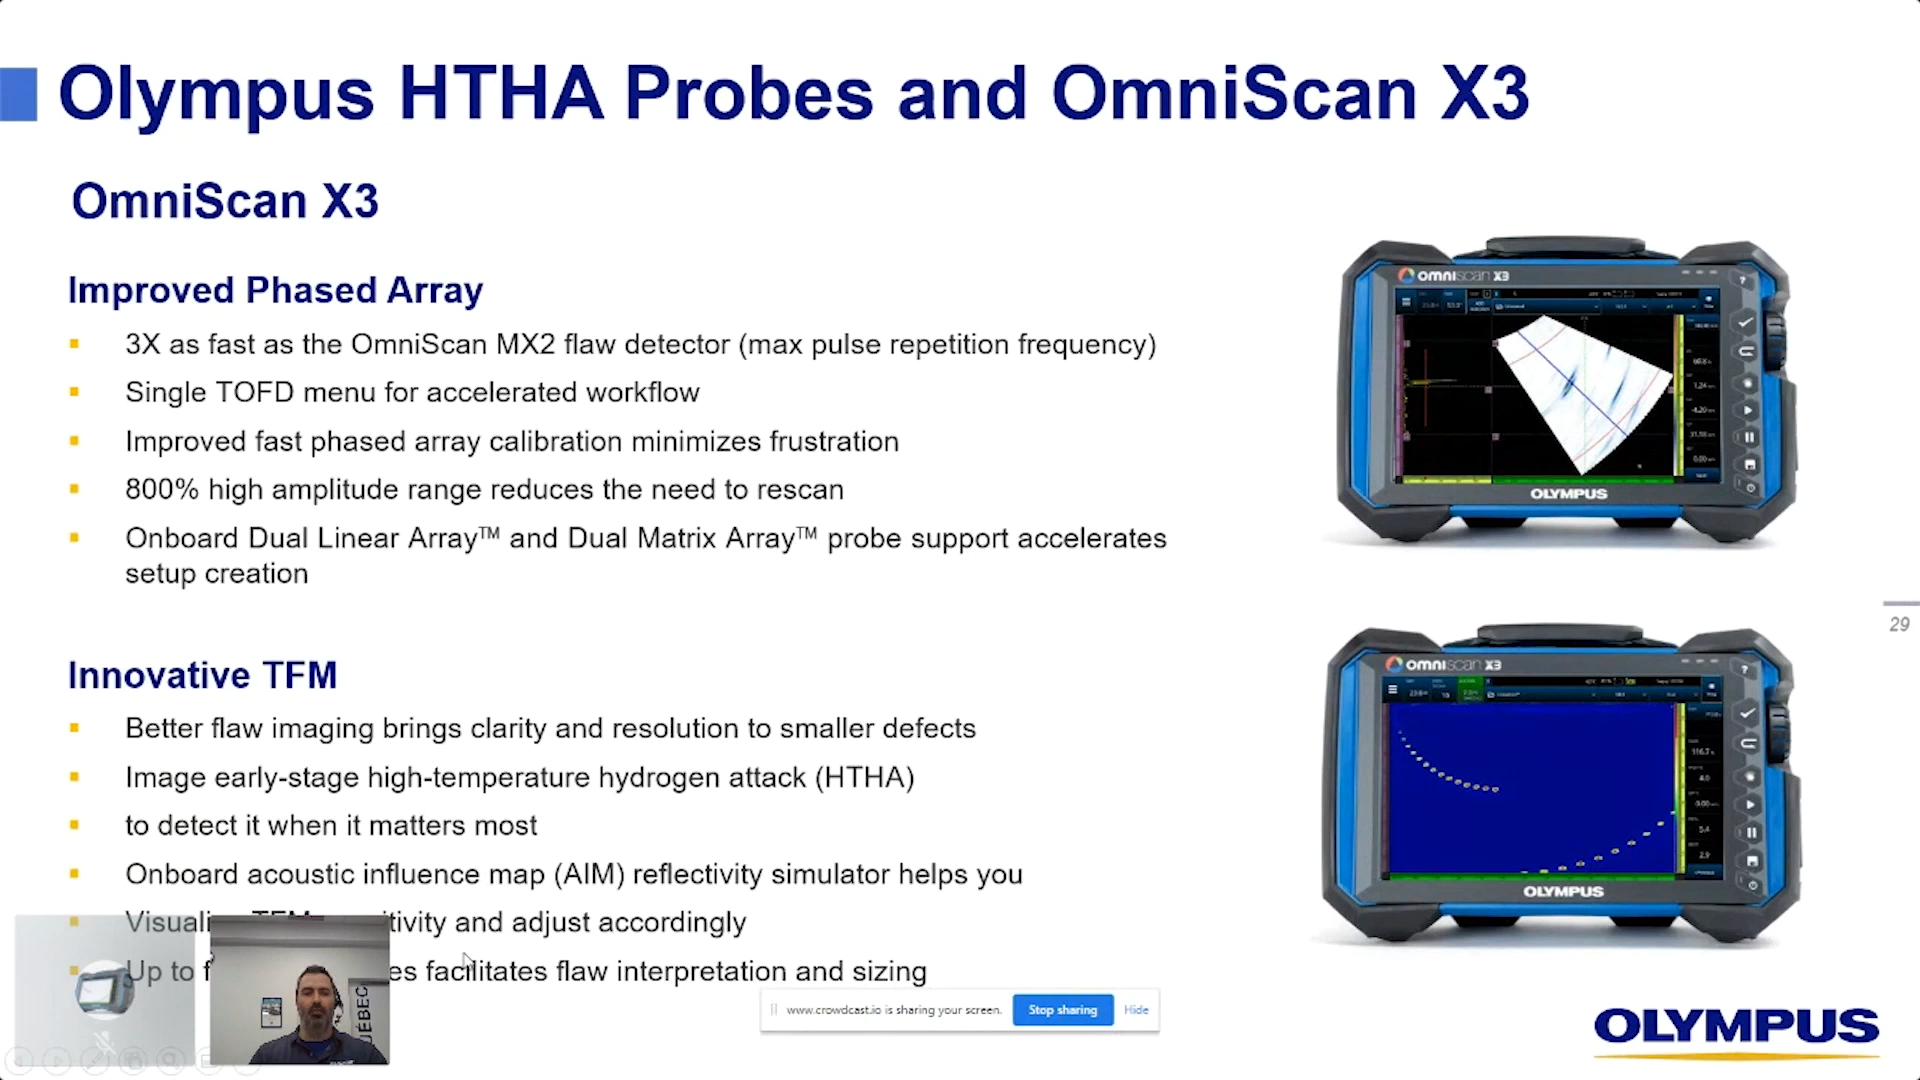 Olympus HTHA Probes and OmniScan X3
OmniScan X3
Improved Phased Array
3X as fast as the OmniScan MX2 flaw detector (max pulse repetition frequency)
Single TOFD menu for accelerated workflow
Improved fast phased array calibration minimizes frustration
800% high amplitude range reduces the need to rescan
Onboard Dual Linear Array™ and Dual Matrix Array™ probe support accelerates
setup creation
omniscan X3
OLYMPUS
29
Innovative TFM
Better flaw imaging brings clarity and resolution to smaller defects
Image early-stage high-temperature hydrogen attack (HTHA)
to detect it when it matters most
Onboard acoustic influence map (AIM) reflectivity simulator helps you
and adjust accordingly
Up to facilitates flaw interpretation and sizing
omniscan X3
OLYMPUS
www.crowdcast.io is sharing your screen.
Stop sharing
Hide
OLYMPUS